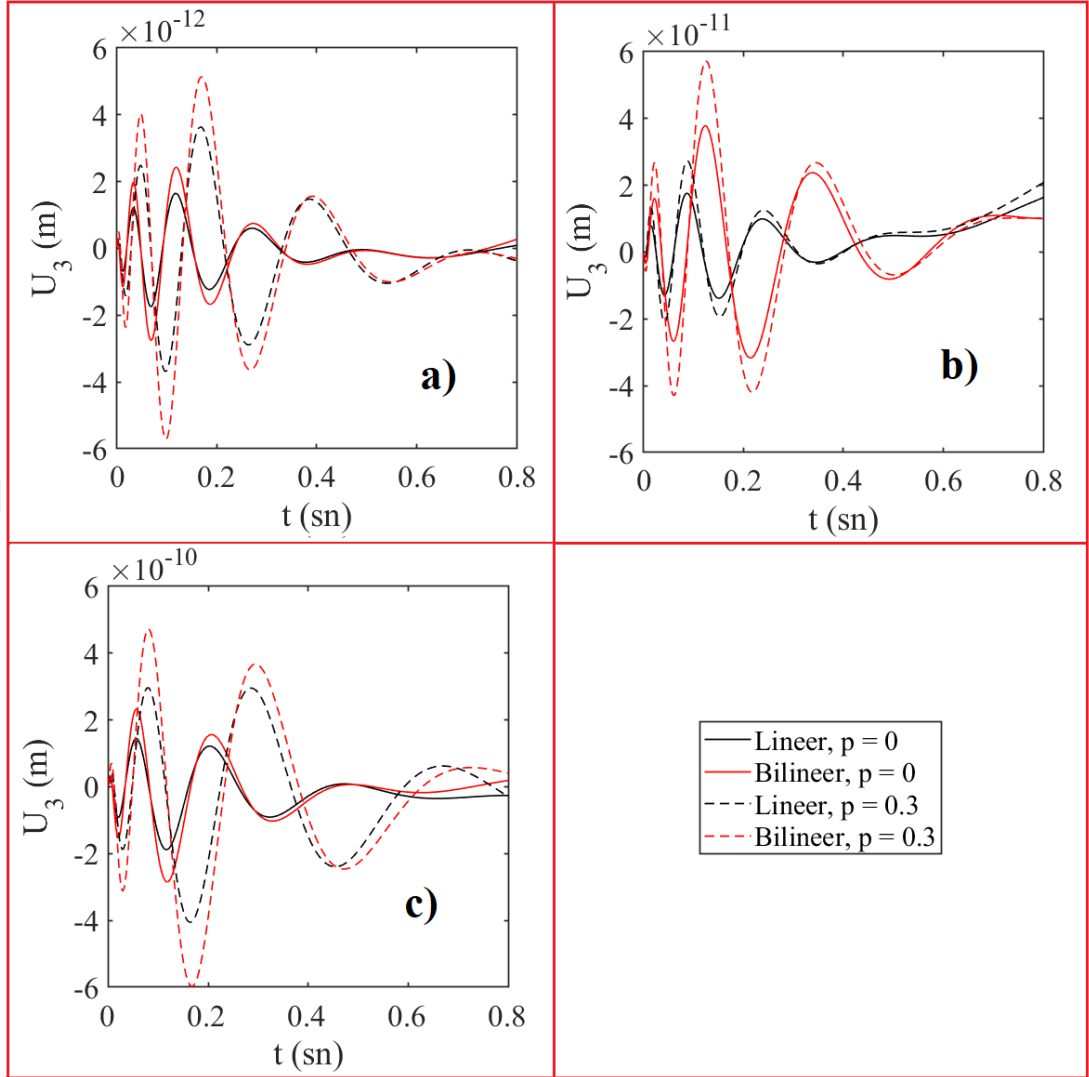 ×10⁻¹²
6
4
2
0
-2
-4
-6
U₃ (m)
0 0.2 0.4 0.6 0.8
t (sn)
a)
×10⁻¹¹
6
4
2
0
-2
-4
-6
U₃ (m)
0 0.2 0.4 0.6 0.8
t (sn)
b)
×10⁻¹⁰
6
4
2
0
-2
-4
-6
U₃ (m)
0 0.2 0.4 0.6 0.8
t (sn)
c)
Lineer, p = 0
Bilineer, p = 0
Lineer, p = 0.3
Bilineer, p = 0.3